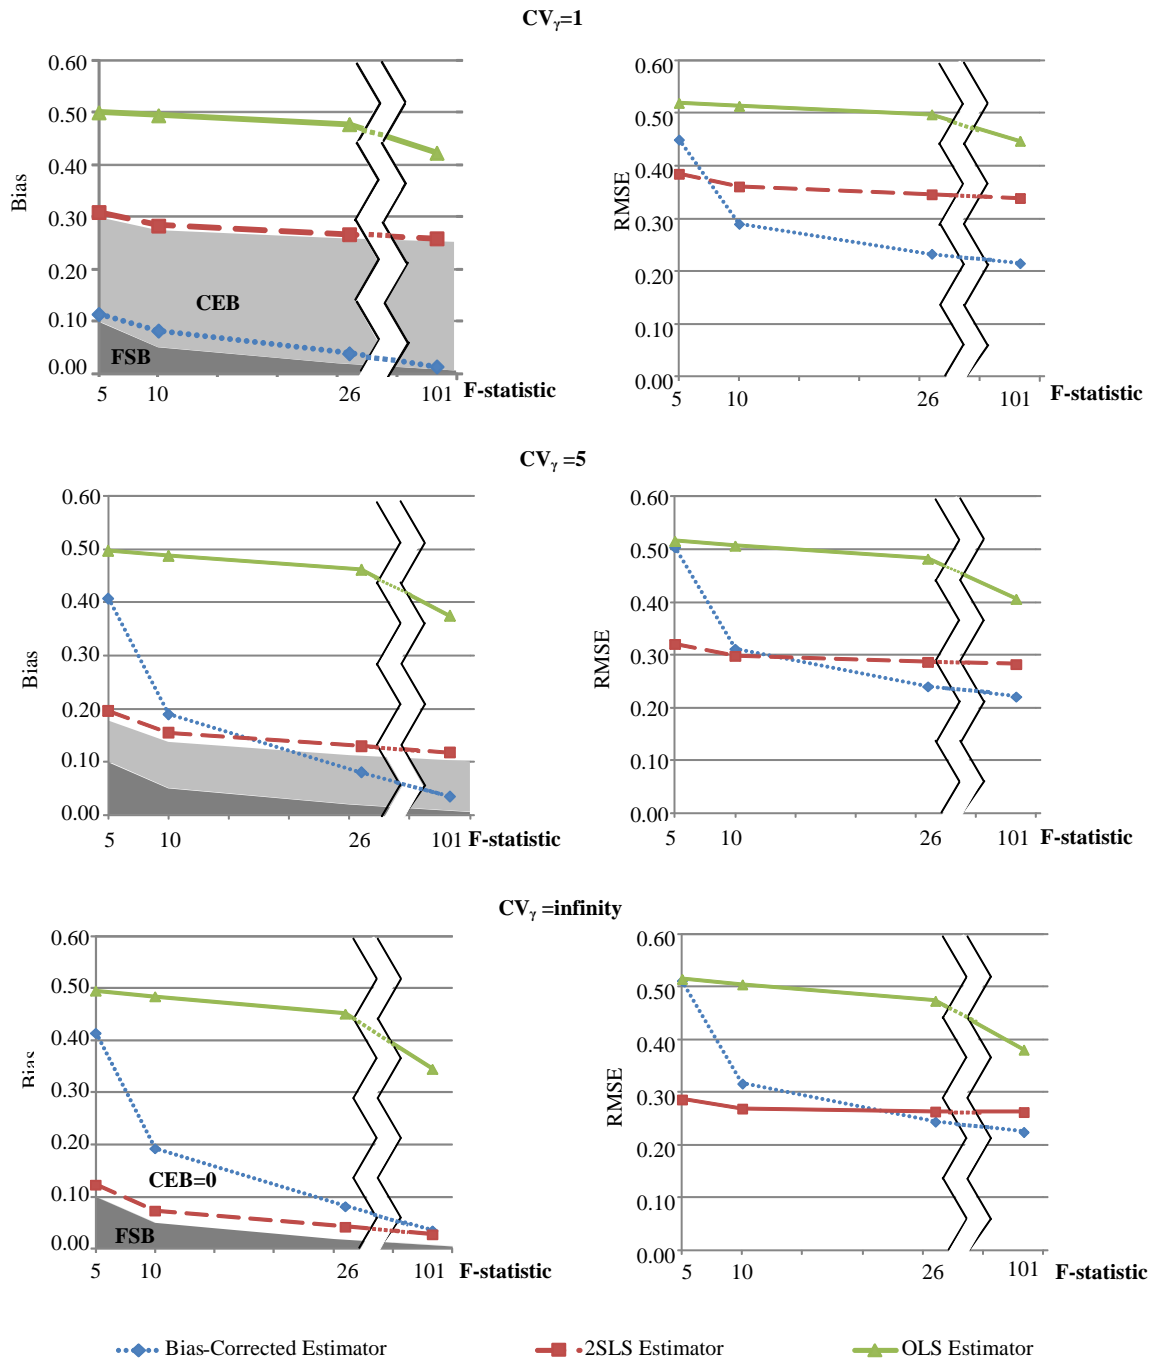 CVγ=1
0.60
0.50
0.40
0.30
0.20
0.10
0.00
Bias
CEB
FSB
5 10 26 101 F-statistic
0.60
0.50
0.40
0.30
0.20
0.10
0.00
RMSE
5 10 26 101 F-statistic
CVγ =5
0.60
0.50
0.40
0.30
0.20
0.10
0.00
Bias
5 10 26 101 F-statistic
0.60
0.50
0.40
0.30
0.20
0.10
0.00
RMSE
5 10 26 101 F-statistic
CVγ =infinity
0.60
0.50
0.40
0.30
0.20
0.10
0.00
Bias
CEB=0
FSB
5 10 26 101 F-statistic
0.60
0.50
0.40
0.30
0.20
0.10
0.00
RMSE
5 10 26 101 F-statistic
Bias-Corrected Estimator 2SLS Estimator OLS Estimator